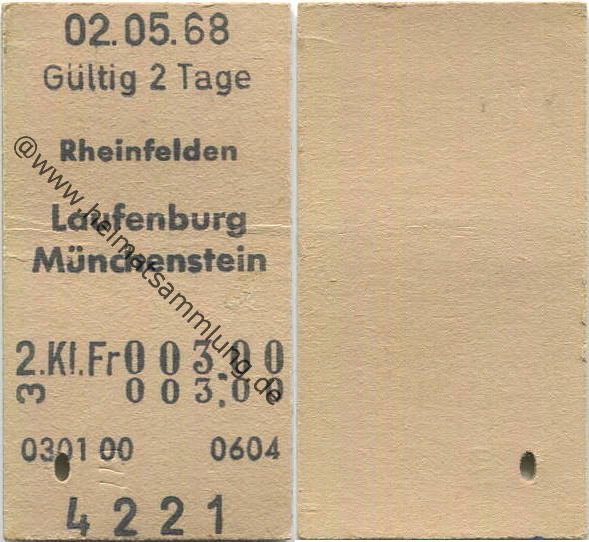 02.05.68
Gültig 2 Tage
Rheinfelden
Laufenburg
Münchenstein
2.Kl.Fr 003.00
3 003.00
0301 00 0604
4221
@www.heimatsammlung.de